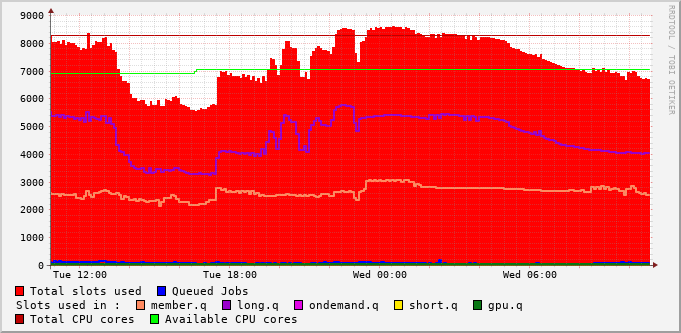 9000
8000
7000
6000
5000
4000
3000
2000
1000
0
Tue 12:00 Tue 18:00 Wed 00:00 Wed 06:00
RRDTOOL / TOBI OETIKER
Total slots used Queued Jobs
Slots used in : member.q long.q ondemand.q short.q gpu.q
Total CPU cores Available CPU cores